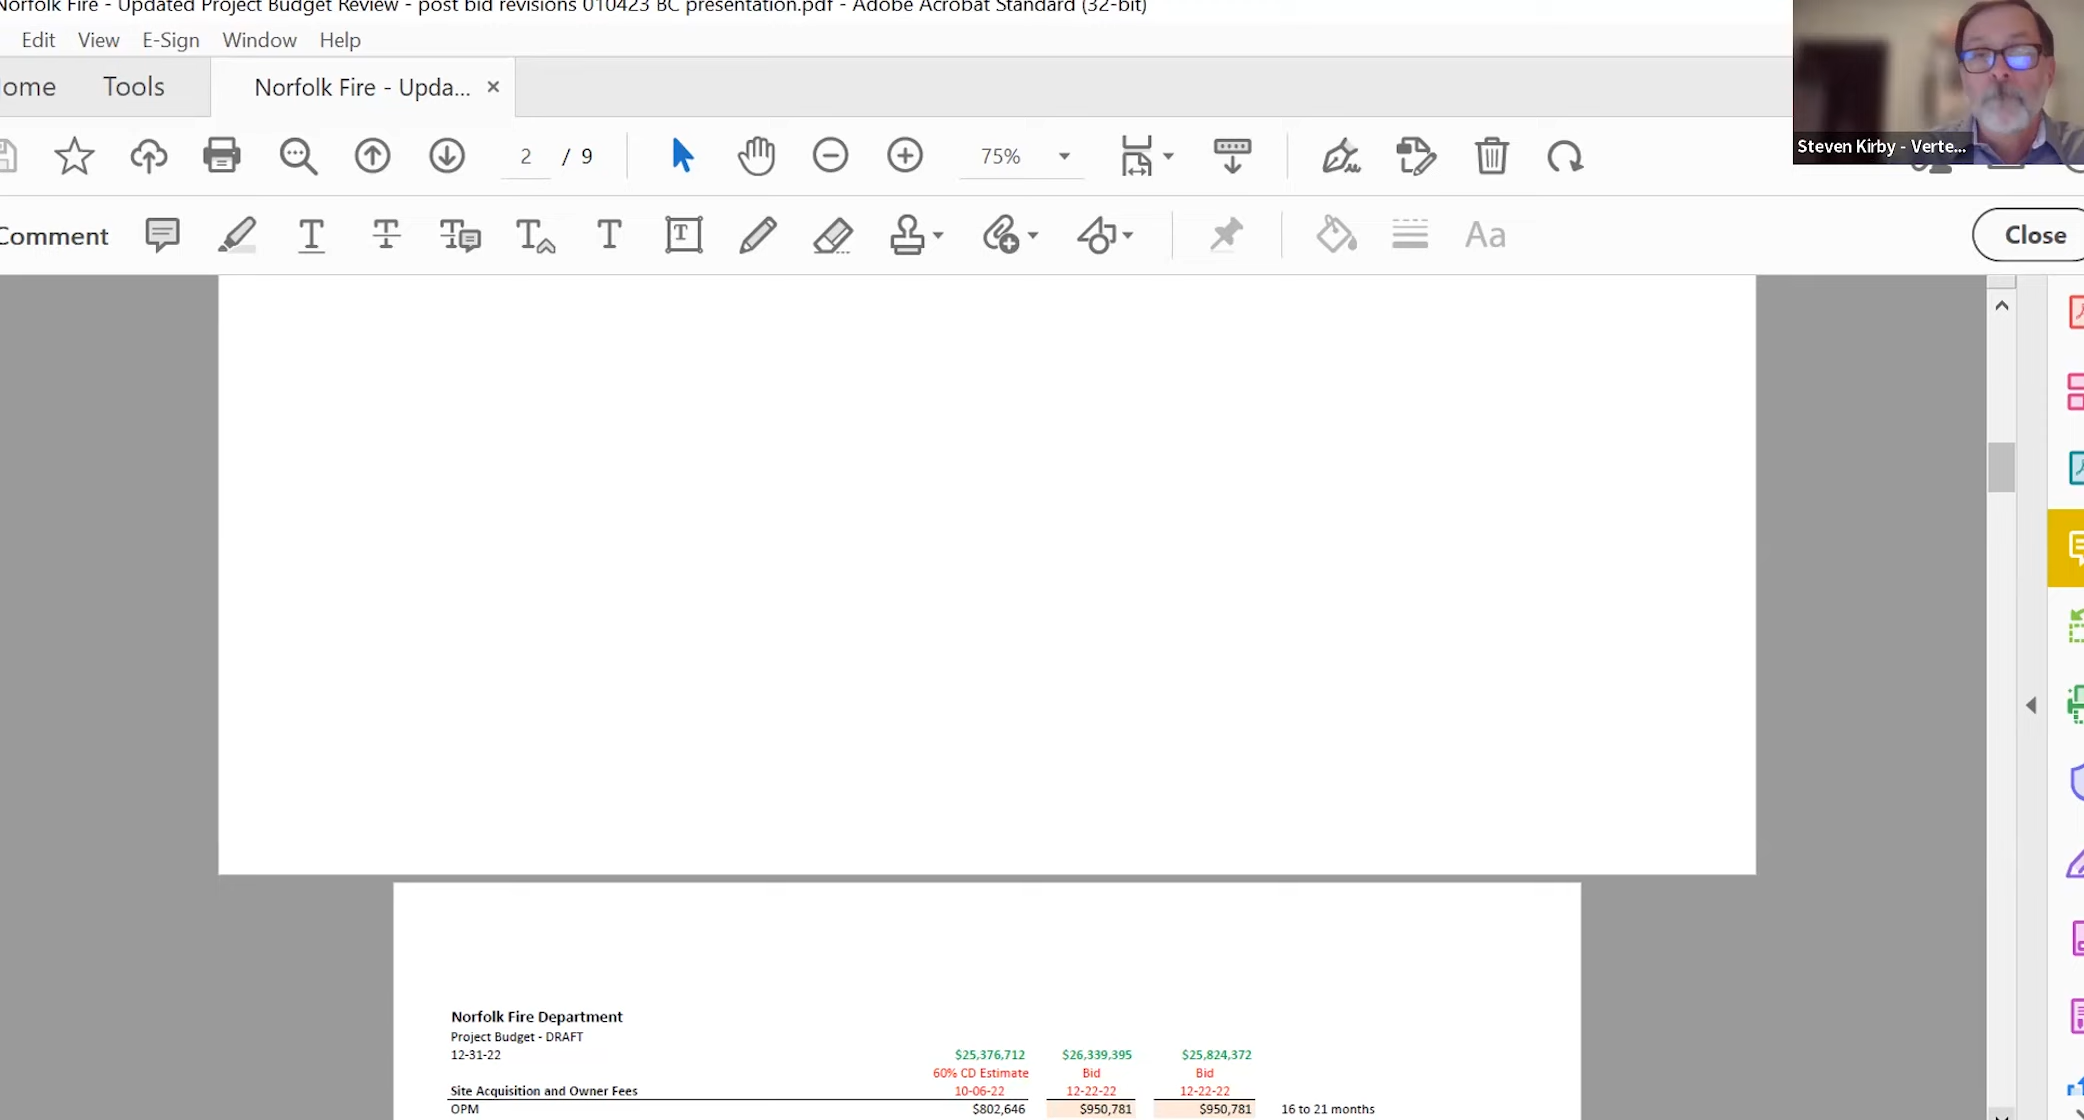 Norfolk Fire - Updated Project Budget Review - post bid revisions 010423 BC presentation.pdf - Adobe Acrobat Standard (32-bit)
Edit View E-Sign Window Help
ome Tools Norfolk Fire - Upda... ×
2 / 9 75%
Steven Kirby - Verte...
Comment Aa Close
Norfolk Fire Department
Project Budget - DRAFT
12-31-22 $25,376,712 $26,339,395 $25,824,372
60% CD Estimate Bid Bid
Site Acquisition and Owner Fees 10-06-22 12-22-22 12-22-22
OPM $802,646 $950,781 $950,781 16 to 21 months